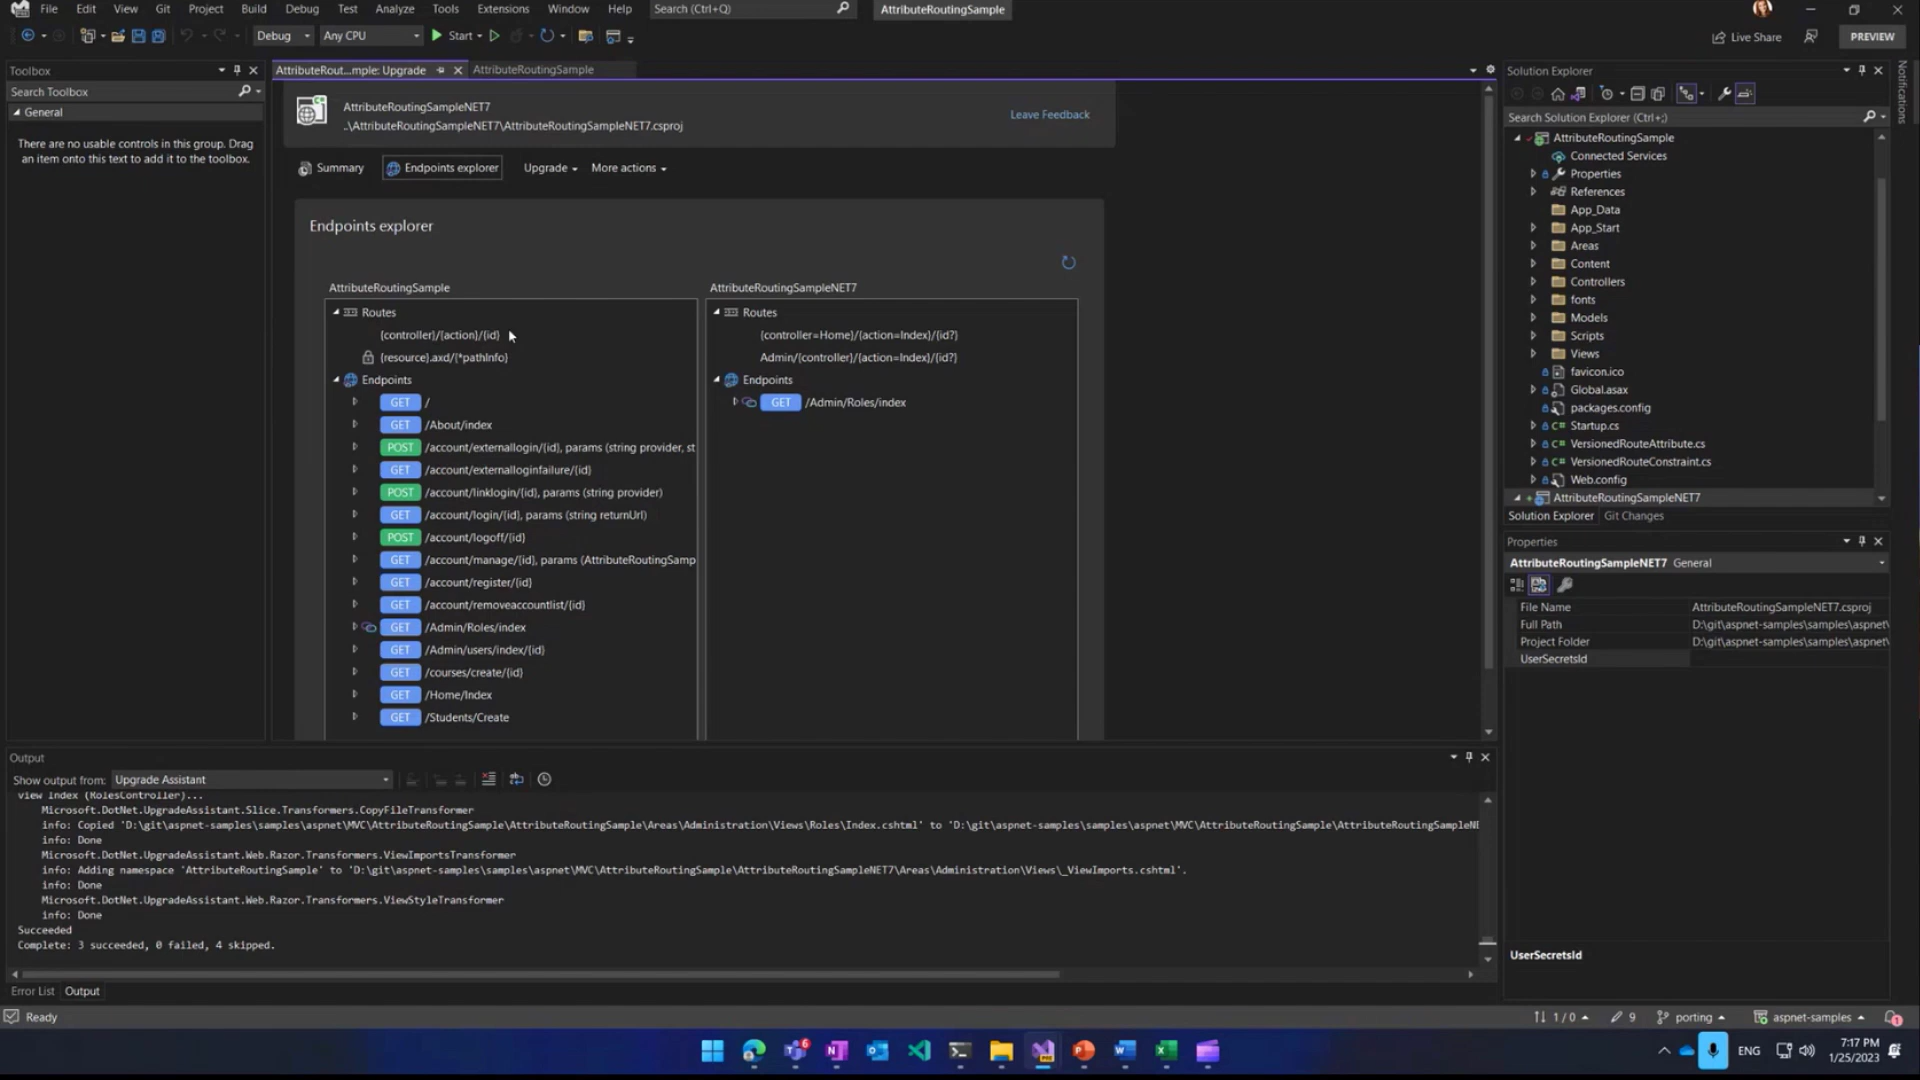 File Edit View Git Project Build Debug Test Analyze Tools Extensions Window Help Search (Ctrl+Q) AttributeRoutingSample
Debug Any CPU Start Live Share PREVIEW
Toolbox
Search Toolbox
General
There are no usable controls in this group. Drag
an item onto this text to add it to the toolbox.
AttributeRout...mple: Upgrade AttributeRoutingSample
AttributeRoutingSampleNET7
..\AttributeRoutingSampleNET7\AttributeRoutingSampleNET7.csproj
Leave Feedback
Summary Endpoints explorer Upgrade More actions
Endpoints explorer
AttributeRoutingSample
Routes
{controller}/{action}/{id}
{resource}.axd/{*pathInfo}
Endpoints
GET /
GET /About/index
POST /account/externallogin/{id}, params (string provider, st
GET /account/externalloginfailure/{id}
POST /account/linklogin/{id}, params (string provider)
GET /account/login/{id}, params (string returnUrl)
POST /account/logoff/{id}
GET /account/manage/{id}, params (AttributeRoutingSamp
GET /account/register/{id}
GET /account/removeaccountlist/{id}
GET /Admin/Roles/index
GET /Admin/users/index/{id}
GET /courses/create/{id}
GET /Home/Index
GET /Students/Create
AttributeRoutingSampleNET7
Routes
{controller=Home}/{action=Index}/{id?}
Admin/{controller}/{action=Index}/{id?}
Endpoints
GET /Admin/Roles/index
Output
Show output from: Upgrade Assistant
view Index (RolesController)...
Microsoft.DotNet.UpgradeAssistant.Slice.Transformers.CopyFileTransformer
info: Copied 'D:\git\aspnet-samples\samples\aspnet\MVC\AttributeRoutingSample\AttributeRoutingSample\Areas\Administration\Views\Roles\Index.cshtml' to 'D:\git\aspnet-samples\samples\aspnet\MVC\AttributeRoutingSample\AttributeRoutingSampleNE
info: Done
Microsoft.DotNet.UpgradeAssistant.Web.Razor.Transformers.ViewImportsTransformer
info: Adding namespace 'AttributeRoutingSample' to 'D:\git\aspnet-samples\samples\aspnet\MVC\AttributeRoutingSample\AttributeRoutingSampleNET7\Areas\Administration\Views\_ViewImports.cshtml'.
info: Done
Microsoft.DotNet.UpgradeAssistant.Web.Razor.Transformers.ViewStyleTransformer
info: Done
Succeeded
Complete: 3 succeeded, 0 failed, 4 skipped.
Error List Output
Solution Explorer
Search Solution Explorer (Ctrl+;)
AttributeRoutingSample
Connected Services
Properties
References
App_Data
App_Start
Areas
Content
Controllers
fonts
Models
Scripts
Views
favicon.ico
Global.asax
packages.config
C# Startup.cs
C# VersionedRouteAttribute.cs
C# VersionedRouteConstraint.cs
Web.config
AttributeRoutingSampleNET7
Solution Explorer Git Changes
Notifications
Properties
AttributeRoutingSampleNET7 General
File Name AttributeRoutingSampleNET7.csproj
Full Path D:\git\aspnet-samples\samples\aspnet\
Project Folder D:\git\aspnet-samples\samples\aspnet\
UserSecretsId
UserSecretsId
Ready 1 / 0 9 porting aspnet-samples 1
6 ENG 7:17 PM
1/25/2023